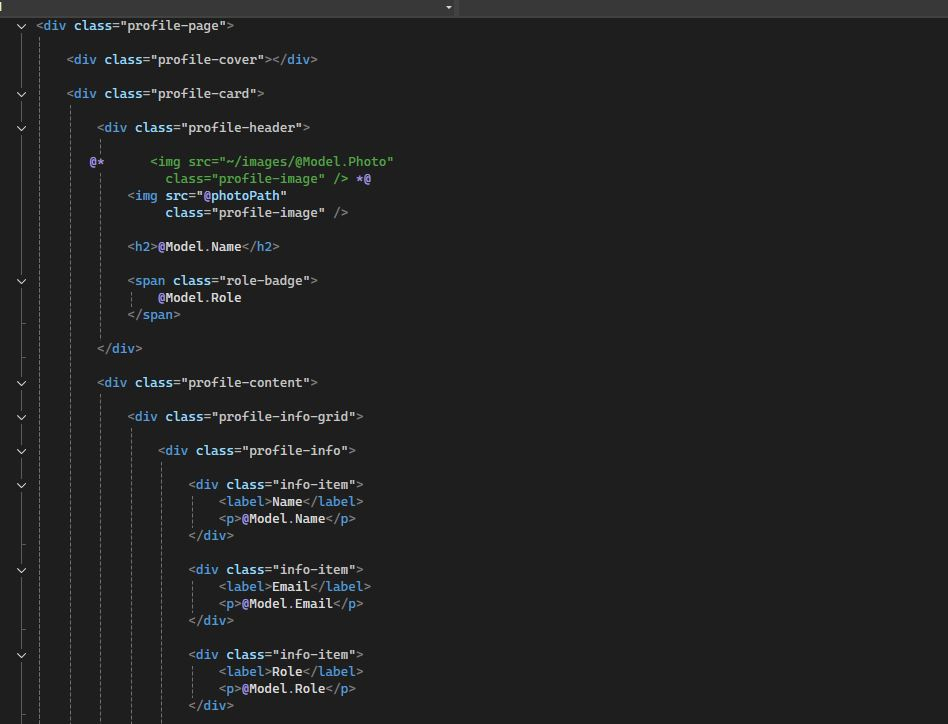 <div class="profile-page">
<div class="profile-cover"></div>
<div class="profile-card">
<div class="profile-header">
@* <img src="~/images/@Model.Photo"
class="profile-image" /> *@
<img src="@photoPath"
class="profile-image" />
<h2>@Model.Name</h2>
<span class="role-badge">
@Model.Role
</span>
</div>
<div class="profile-content">
<div class="profile-info-grid">
<div class="profile-info">
<div class="info-item">
<label>Name</label>
<p>@Model.Name</p>
</div>
<div class="info-item">
<label>Email</label>
<p>@Model.Email</p>
</div>
<div class="info-item">
<label>Role</label>
<p>@Model.Role</p>
</div>